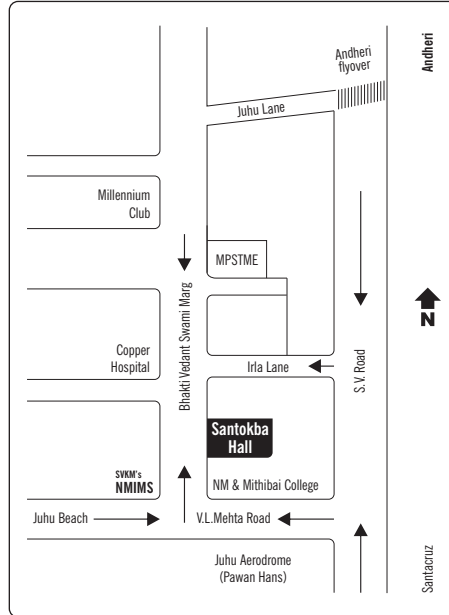 Andheri
flyover
Andheri
Juhu Lane
Millennium
Club
MPSTME
Bhakti Vedant Swami Marg
N
Copper
Hospital
Irla Lane
S.V. Road
Santokba
Hall
SVKM's
NMIMS
NM & Mithibai College
Juhu Beach
V.L.Mehta Road
Juhu Aerodrome
(Pawan Hans)
Santacruz